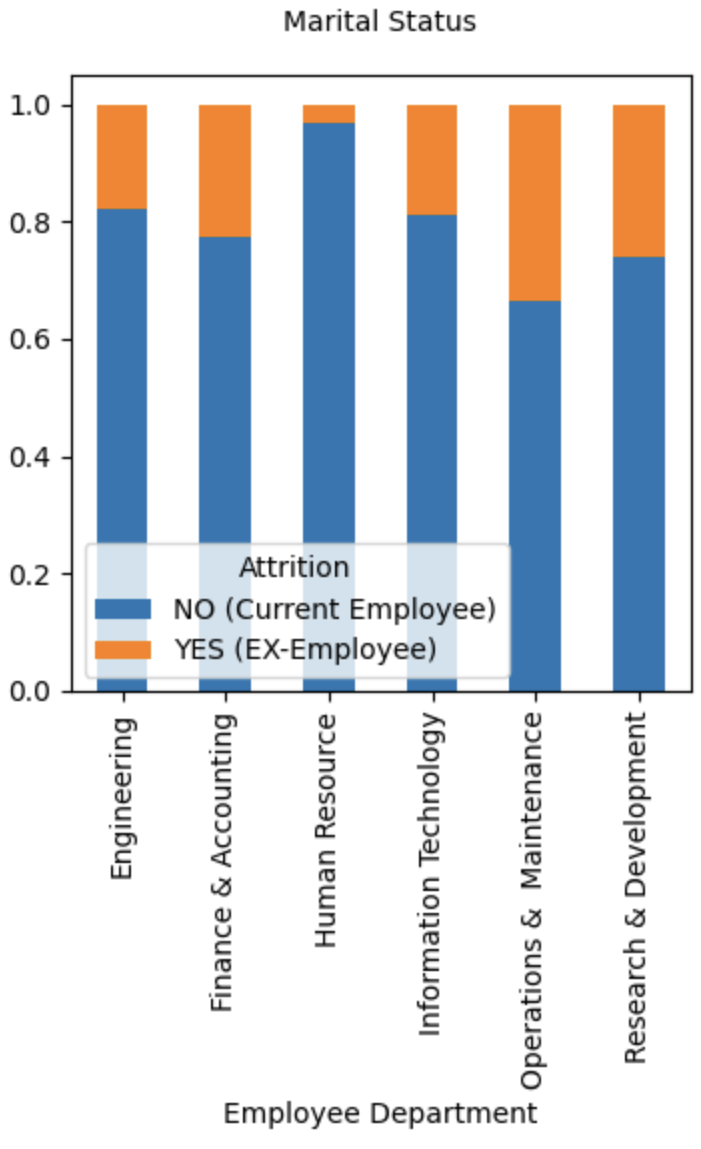 Marital Status
1.0
0.8
0.6
0.4
0.2
0.0
Attrition
NO (Current Employee)
YES (EX-Employee)
Engineering
Finance & Accounting
Human Resource
Information Technology
Operations &  Maintenance
Research & Development
Employee Department